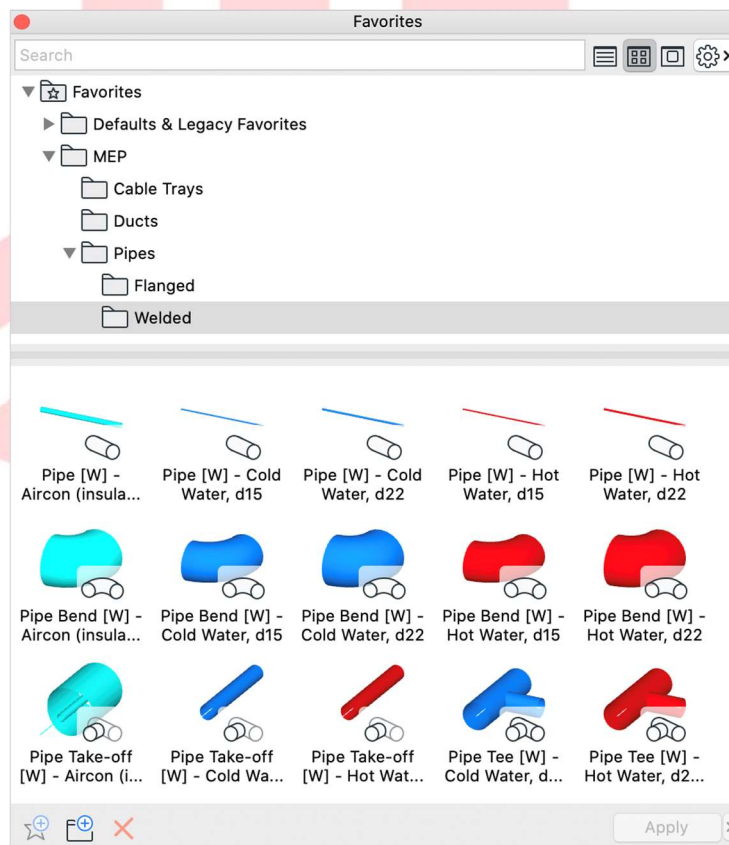 Favorites
Search
Favorites
Defaults & Legacy Favorites
MEP
Cable Trays
Ducts
Pipes
Flanged
Welded
Pipe [W] -
Aircon (insula...
Pipe [W] - Cold
Water, d15
Pipe [W] - Cold
Water, d22
Pipe [W] - Hot
Water, d15
Pipe [W] - Hot
Water, d22
Pipe Bend [W] -
Aircon (insula...
Pipe Bend [W] -
Cold Water, d15
Pipe Bend [W] -
Cold Water, d22
Pipe Bend [W] -
Hot Water, d15
Pipe Bend [W] -
Hot Water, d22
Pipe Take-off
[W] - Aircon (i...
Pipe Take-off
[W] - Cold Wa...
Pipe Take-off
[W] - Hot Wat...
Pipe Tee [W] -
Cold Water, d...
Pipe Tee [W] -
Hot Water, d2...
Apply